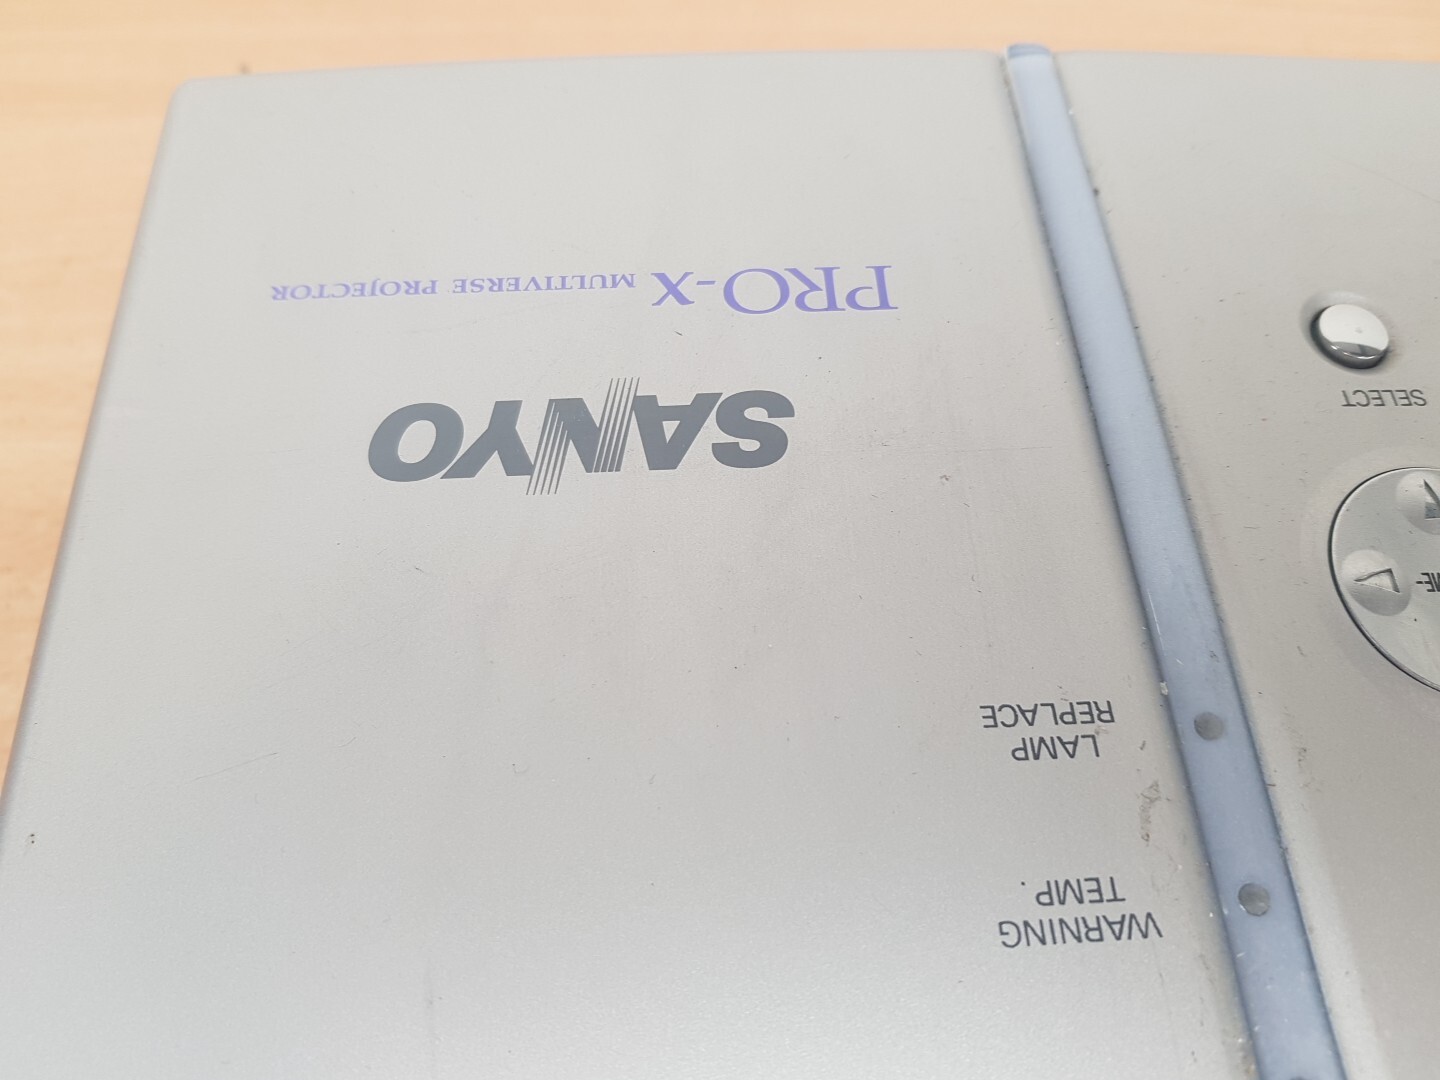 WARNING
TEMP.
LAMP
REPLACE
SANYO
PRO-X MULTIVERSE PROJECTOR
SELECT